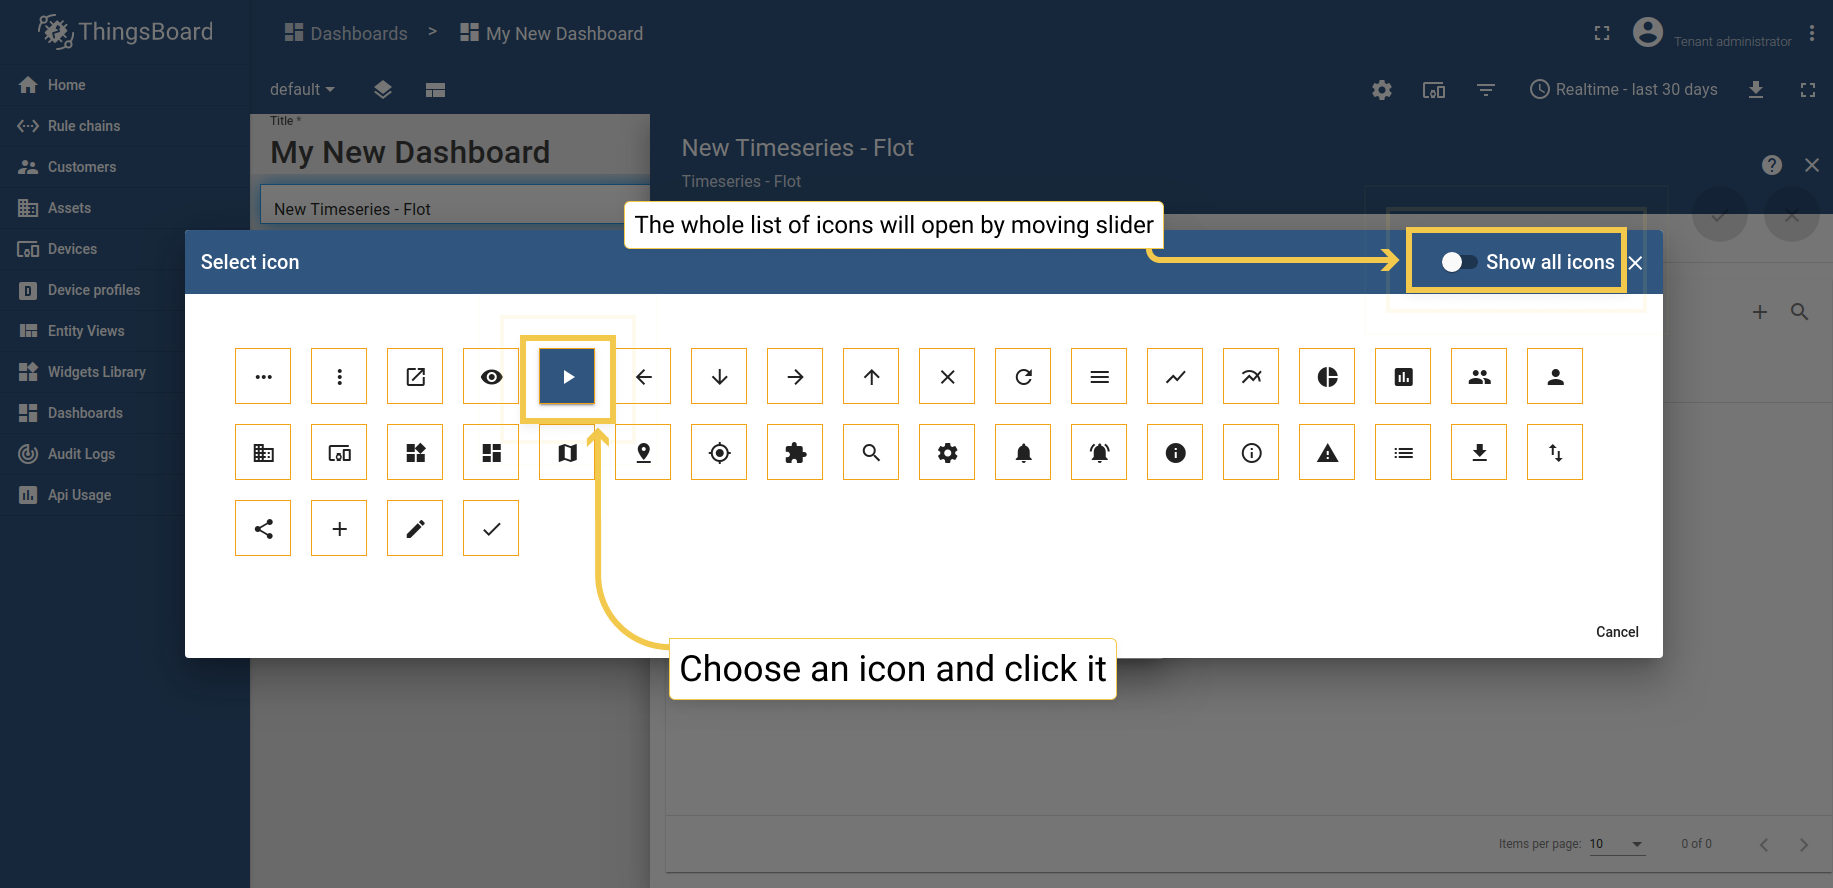 ThingsBoard
Dashboards > My New Dashboard
Tenant administrator
Home
Rule chains
Customers
Assets
Devices
Device profiles
Entity Views
Widgets Library
Dashboards
Audit Logs
Api Usage
default
Realtime - last 30 days
Title *
My New Dashboard
New Timeseries - Flot
New Timeseries - Flot
Timeseries - Flot
The whole list of icons will open by moving slider
Select icon
Show all icons
Choose an icon and click it
Cancel
Items per page: 10
0 of 0